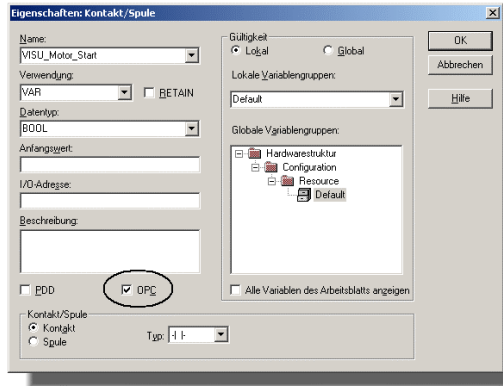 Eigenschaften: Kontakt/Spule
Name:
VISU_Motor_Start
Verwendung:
VAR
RETAIN
Datentyp:
BOOL
Anfangswert:
I/O-Adresse:
Beschreibung:
PDD
OPC
Gültigkeit
Lokal
Global
Lokale Variablengruppen:
Default
Globale Variablengruppen:
Hardwarestruktur
Configuration
Resource
Default
Alle Variablen des Arbeitsblatts anzeigen
OK
Abbrechen
Hilfe
Kontakt/Spule
Kontakt
Spule
Typ: